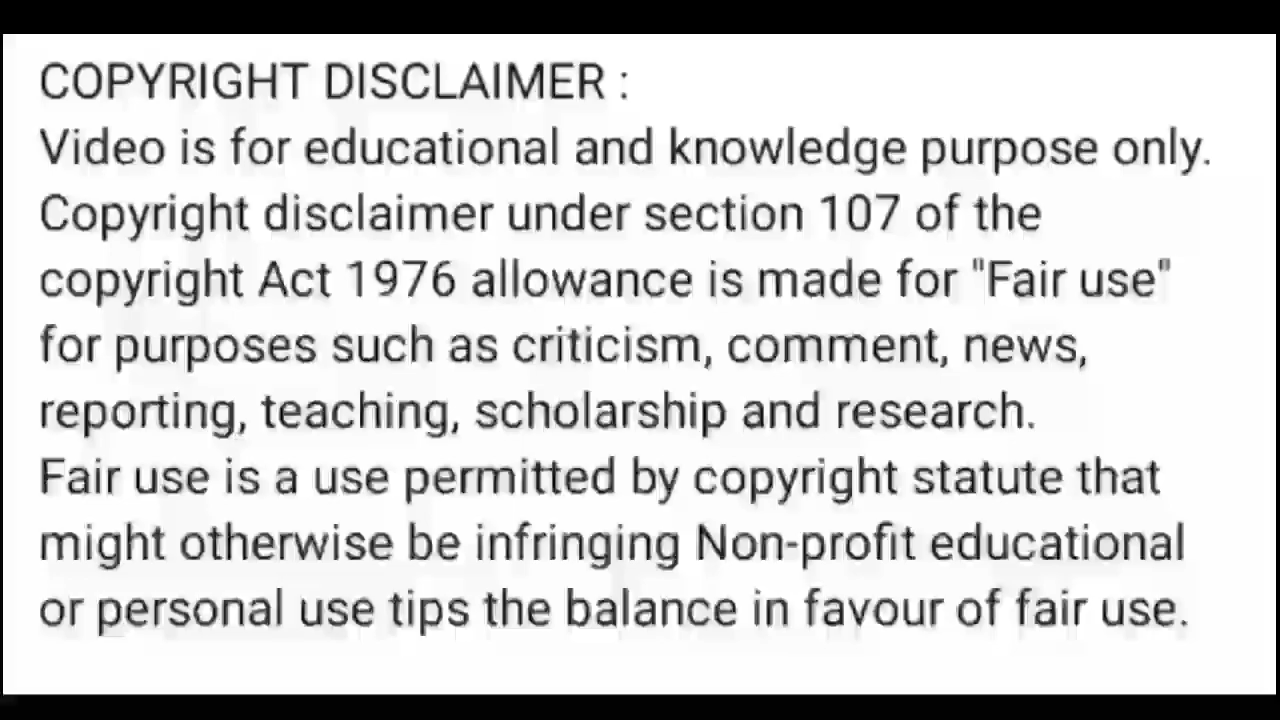 COPYRIGHT DISCLAIMER :
Video is for educational and knowledge purpose only.
Copyright disclaimer under section 107 of the
copyright Act 1976 allowance is made for "Fair use"
for purposes such as criticism, comment, news,
reporting, teaching, scholarship and research.
Fair use is a use permitted by copyright statute that
might otherwise be infringing Non-profit educational
or personal use tips the balance in favour of fair use.